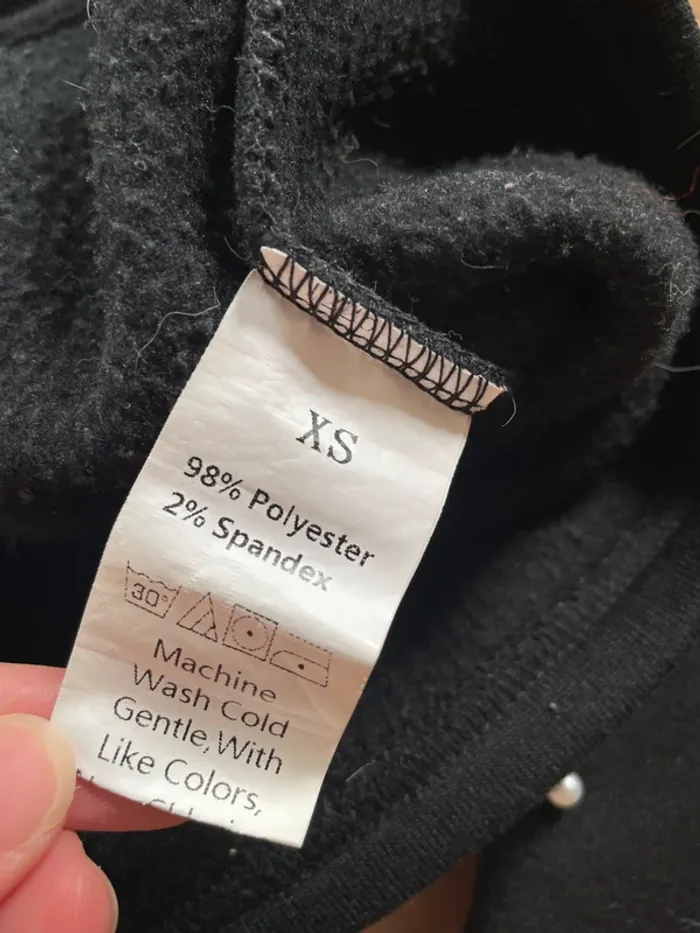 XS
98% Polyester
2% Spandex
30°
Machine
Wash Cold
Gentle, With
Like Colors,